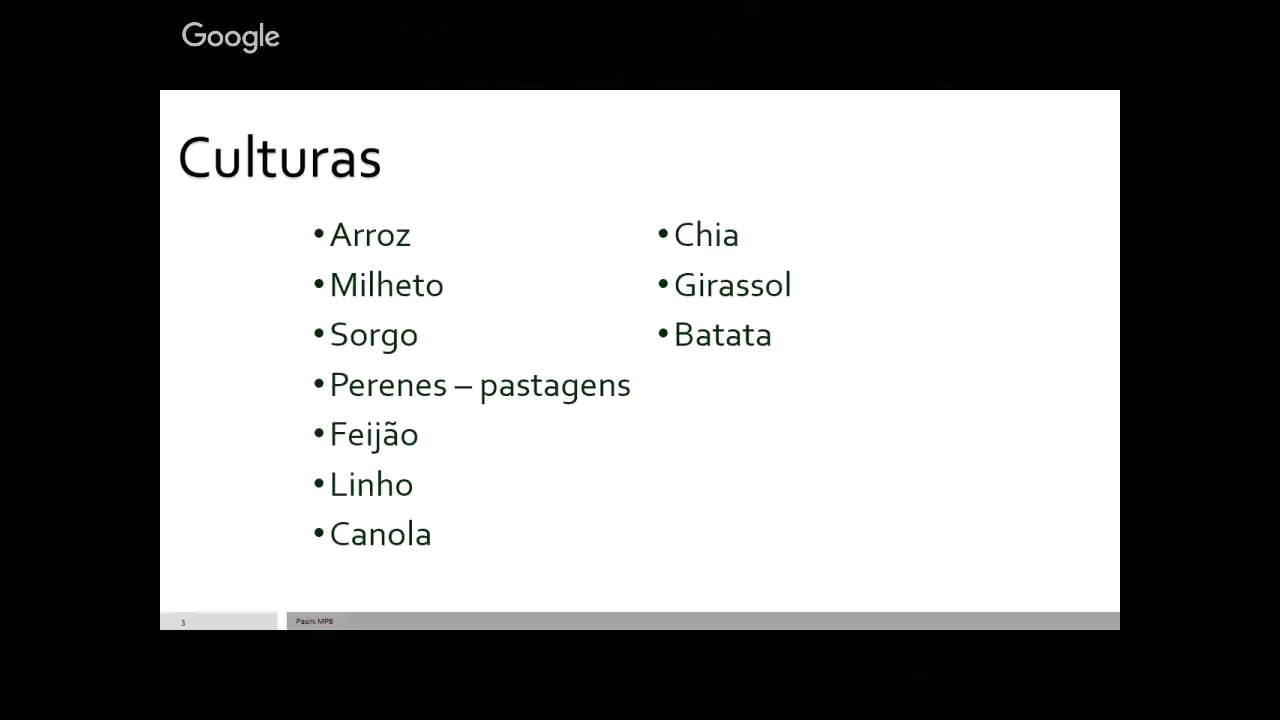 Google
Culturas
•Arroz
•Milheto
•Sorgo
•Perenes – pastagens
•Feijão
•Linho
•Canola
•Chia
•Girassol
•Batata
3
Pasini MPB